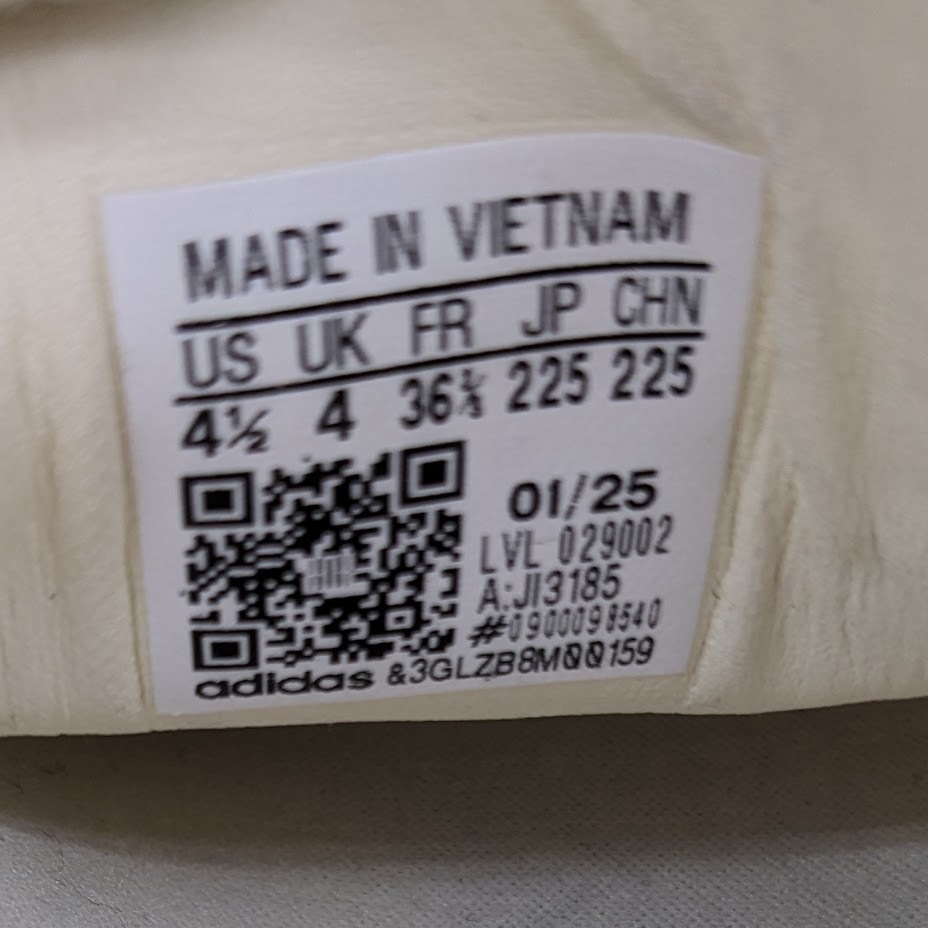 MADE IN VIETNAM
US UK FR JP CHN
4½ 4 36⅔ 225 225
01/25
LVL 029002
A:JI3185
#0900098540
adidas &3GLZB8M00159